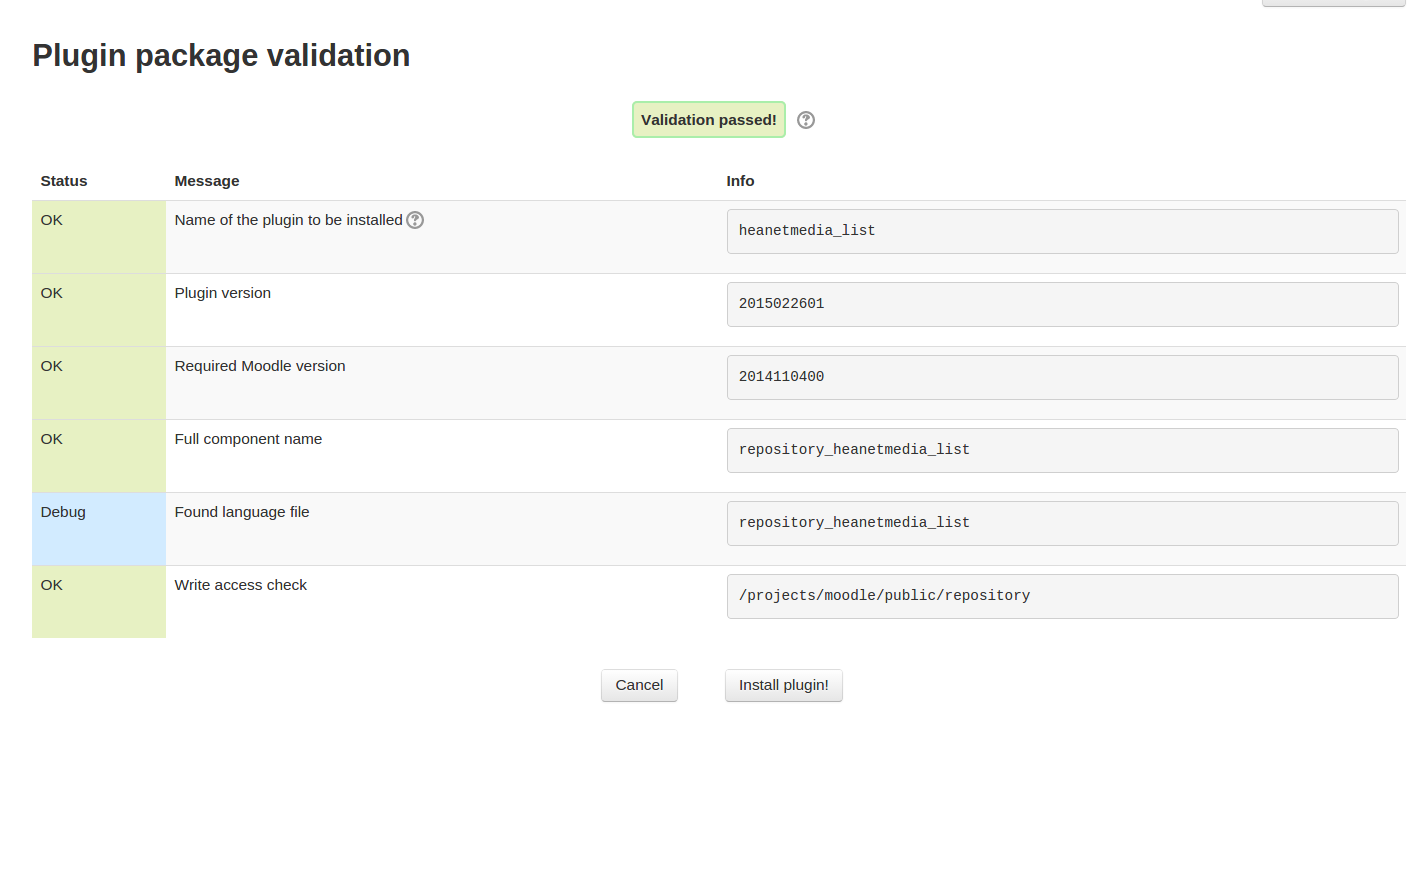 Plugin package validation
Validation passed!
Status Message Info
OK Name of the plugin to be installed heanetmedia_list
OK Plugin version 2015022601
OK Required Moodle version 2014110400
OK Full component name repository_heanetmedia_list
Debug Found language file repository_heanetmedia_list
OK Write access check /projects/moodle/public/repository
Cancel Install plugin!